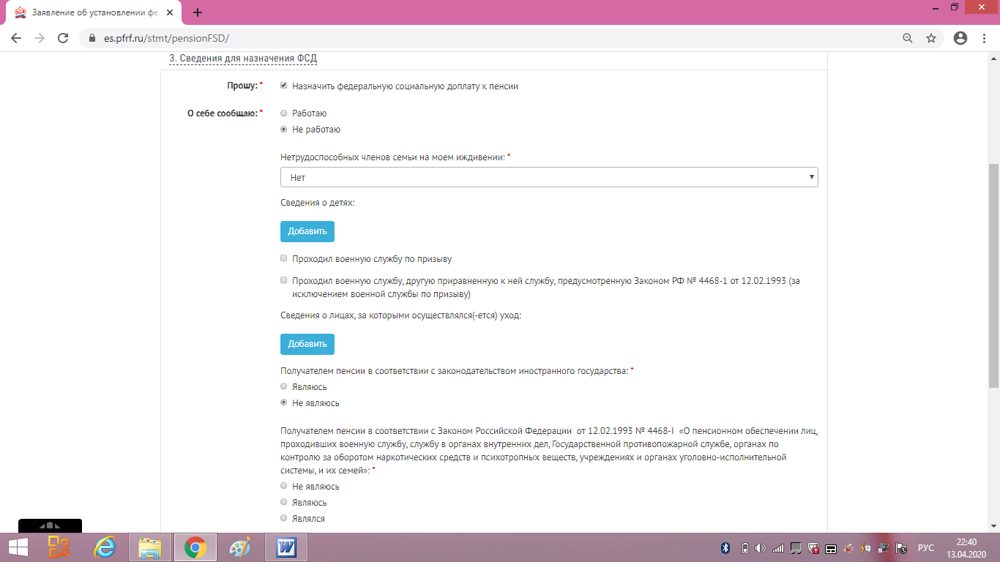 Заявление об установлении фе
es.pfrf.ru/stmt/pensionFSD/
3. Сведения для назначения ФСД
Прошу: *
Назначить федеральную социальную доплату к пенсии
О себе сообщаю: *
Работаю
Не работаю
Нетрудоспособных членов семьи на моем иждивении: *
Нет
Сведения о детях:
Добавить
Проходил военную службу по призыву
Проходил военную службу, другую приравненную к ней службу, предусмотренную Законом РФ № 4468-1 от 12.02.1993 (за
исключением военной службы по призыву)
Сведения о лицах, за которыми осуществлялся(-ется) уход:
Добавить
Получателем пенсии в соответствии с законодательством иностранного государства: *
Являюсь
Не являюсь
Получателем пенсии в соответствии с Законом Российской Федерации от 12.02.1993 № 4468-I «О пенсионном обеспечении лиц,
проходивших военную службу, службу в органах внутренних дел, Государственной противопожарной службе, органах по
контролю за оборотом наркотических средств и психотропных веществ, учреждениях и органах уголовно-исполнительной
системы, и их семей»: *
Не являюсь
Являюсь
Являлся
РУС
22:40
13.04.2020